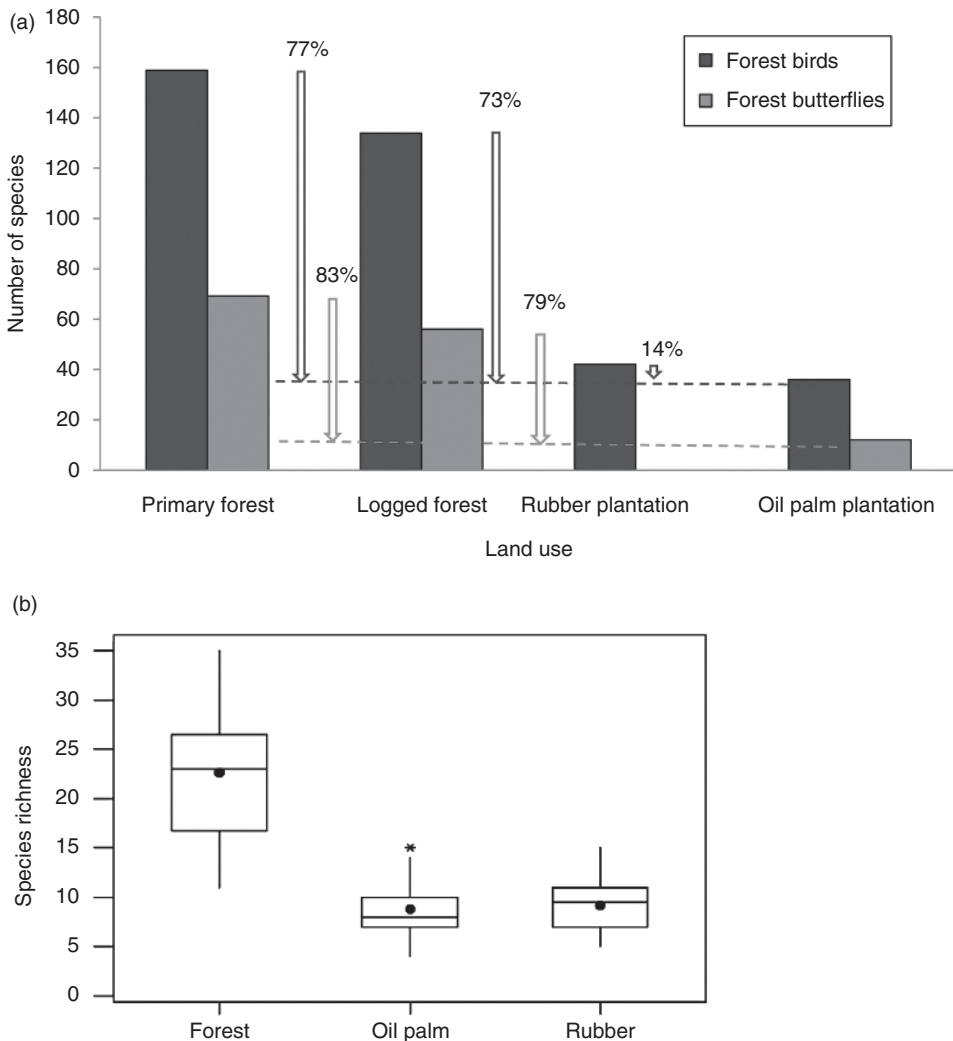 (a)
180
160
140
120
100
80
60
40
20
0
Number of species
77%
83%
73%
79%
14%
Forest birds
Forest butterflies
Primary forest Logged forest Rubber plantation Oil palm plantation
Land use
(b)
35
30
25
20
15
10
5
0
Species richness
*
Forest Oil palm Rubber